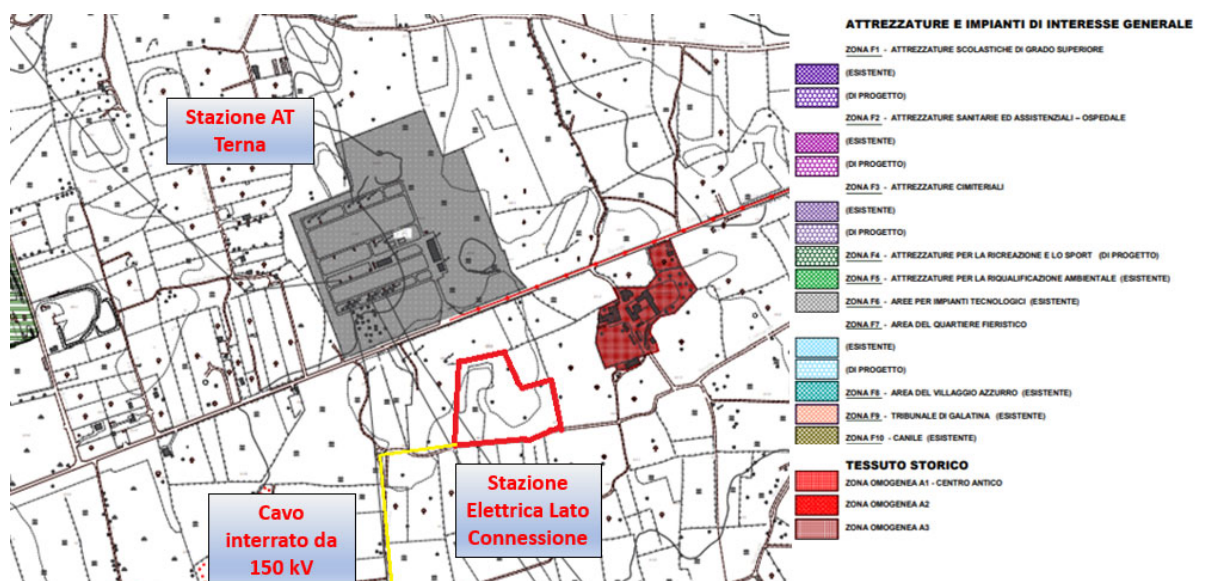 Stazione AT
Terna
Stazione
Elettrica Lato
Connessione
Cavo
interrato da
150 kV
ATTREZZATURE E IMPIANTI DI INTERESSE GENERALE
ZONA F1 - ATTREZZATURE SCOLASTICHE DI GRADO SUPERIORE
(ESISTENTE)
(DI PROGETTO)
ZONA F2 - ATTREZZATURE SANITARIE ED ASSISTENZIALI – OSPEDALE
(ESISTENTE)
(DI PROGETTO)
ZONA F3 - ATTREZZATURE CIMITERIALI
(ESISTENTE)
(DI PROGETTO)
ZONA F4 - ATTREZZATURE PER LA RICREAZIONE E LO SPORT (DI PROGETTO)
ZONA F5 - ATTREZZATURE PER LA RIQUALIFICAZIONE AMBIENTALE (ESISTENTE)
ZONA F6 - AREE PER IMPIANTI TECNOLOGICI (ESISTENTE)
ZONA F7 - AREA DEL QUARTIERE FIERISTICO
(ESISTENTE)
(DI PROGETTO)
ZONA F8 - AREA DEL VILLAGGIO AZZURRO (ESISTENTE)
ZONA F9 - TRIBUNALE DI GALATINA (ESISTENTE)
ZONA F10 - CANILE (ESISTENTE)
TESSUTO STORICO
ZONA OMOGENEA A1 - CENTRO ANTICO
ZONA OMOGENEA A2
ZONA OMOGENEA A3